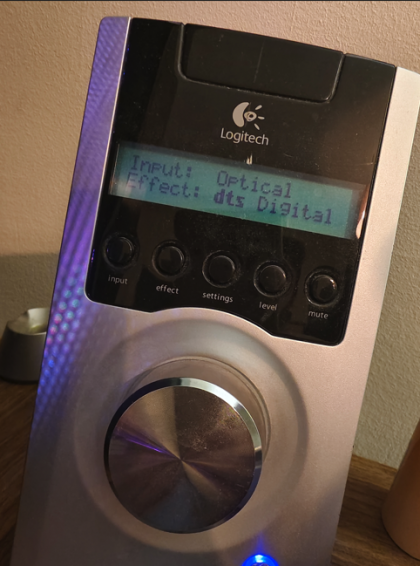 Logitech
Input: Optical
Effect: dts Digital
input effect settings level mute